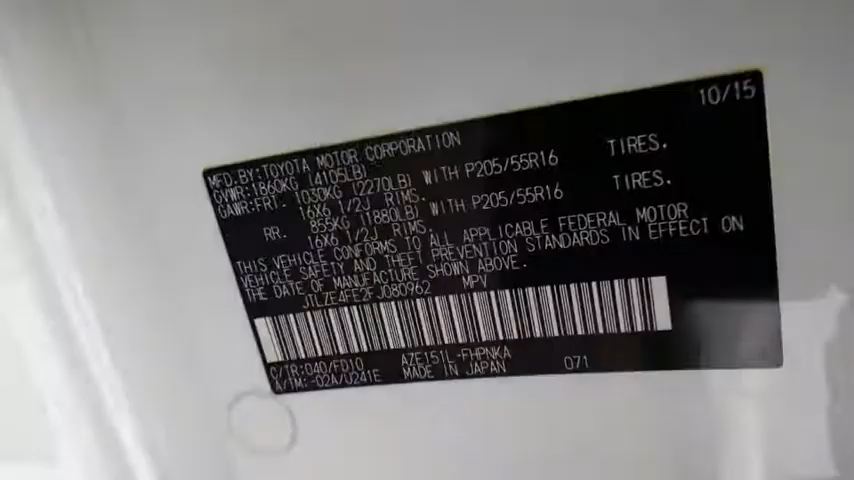 10/15
MFD.BY:TOYOTA MOTOR CORPORATION
GVWR:1860KG (4105LB)
GAWR:FRT. 1030KG (2270LB) WITH P205/55R16 TIRES.
16X6 1/2J RIMS.
RR. 855KG (1880LB) WITH P205/55R16 TIRES.
16X6 1/2J RIMS.
THIS VEHICLE CONFORMS TO ALL APPLICABLE FEDERAL MOTOR
VEHICLE SAFETY AND THEFT PREVENTION STANDARDS IN EFFECT ON
THE DATE OF MANUFACTURE SHOWN ABOVE.
JTLZE4FE2FJ080962 MPV
C/TR:040/FD10 AZE151L-FHPNKA 071
A/TM:-02A/U241E MADE IN JAPAN